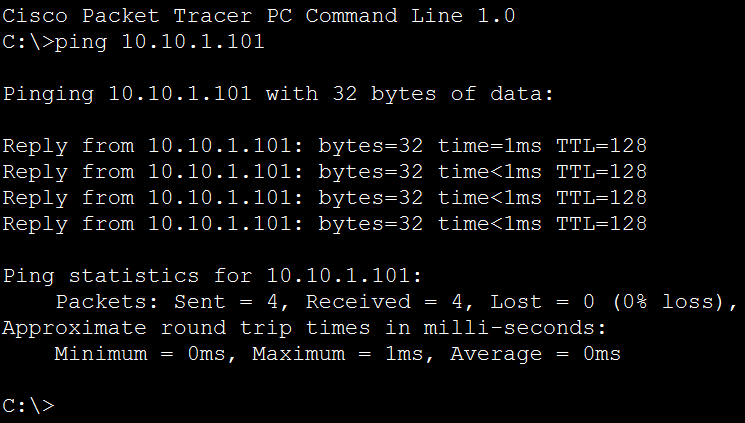 Cisco Packet Tracer PC Command Line 1.0
C:\>ping 10.10.1.101
Pinging 10.10.1.101 with 32 bytes of data:
Reply from 10.10.1.101: bytes=32 time=1ms TTL=128
Reply from 10.10.1.101: bytes=32 time<1ms TTL=128
Reply from 10.10.1.101: bytes=32 time<1ms TTL=128
Reply from 10.10.1.101: bytes=32 time<1ms TTL=128
Ping statistics for 10.10.1.101:
    Packets: Sent = 4, Received = 4, Lost = 0 (0% loss),
Approximate round trip times in milli-seconds:
    Minimum = 0ms, Maximum = 1ms, Average = 0ms
C:\>